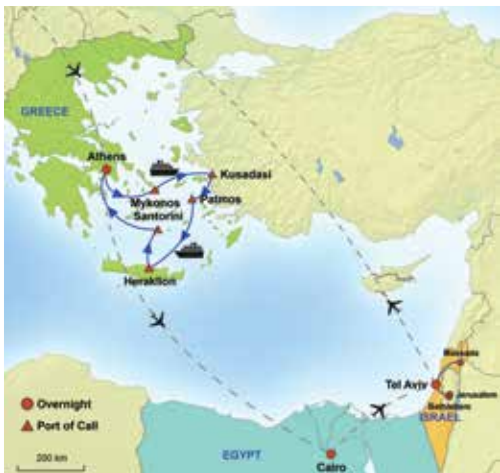 GREECE
Athens
Kusadasi
Mykonos
Patmos
Santorini
Heraklion
Tel Aviv
Jerusalem
Bethlehem
ISRAEL
Overnight
Port of Call
EGYPT
200 km
Cairo